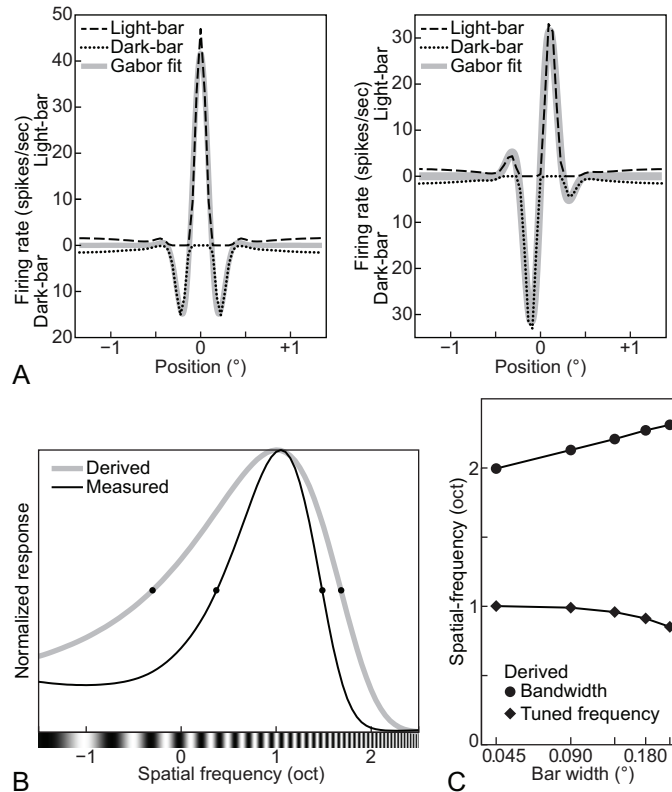 50
40
30
20
10
0
10
20
Firing rate (spikes/sec)
Light-bar
Dark-bar
Light-bar
Dark-bar
Gabor fit
−1
0
+1
Position (°)
A
30
20
10
0
10
20
30
Firing rate (spikes/sec)
Light-bar
Dark-bar
Light-bar
Dark-bar
Gabor fit
−1
0
+1
Position (°)
Normalized response
Derived
Measured
−1
0
1
2
Spatial frequency (oct)
B
Spatial-frequency (oct)
2
1
0
Derived
Bandwidth
Tuned frequency
0.045
0.090
0.180
Bar width (°)
C